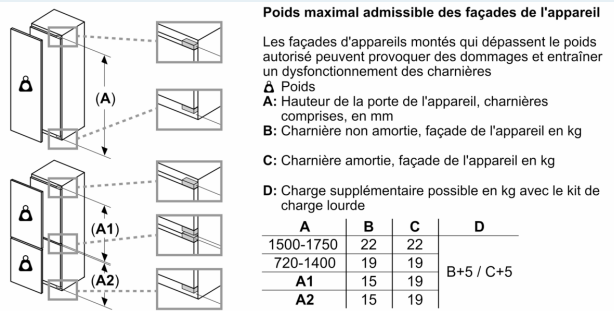 Poids maximal admissible des façades de l'appareil
Les façades d'appareils montés qui dépassent le poids
autorisé peuvent provoquer des dommages et entraîner
un dysfonctionnement des charnières
Poids
A: Hauteur de la porte de l'appareil, charnières
comprises, en mm
B: Charnière non amortie, façade de l'appareil en kg
C: Charnière amortie, façade de l'appareil en kg
D: Charge supplémentaire possible en kg avec le kit de
charge lourde
A B C D
1500-1750 22 22
720-1400 19 19
B+5 / C+5
A1 15 19
A2 15 19
(A)
(A1)
(A2)